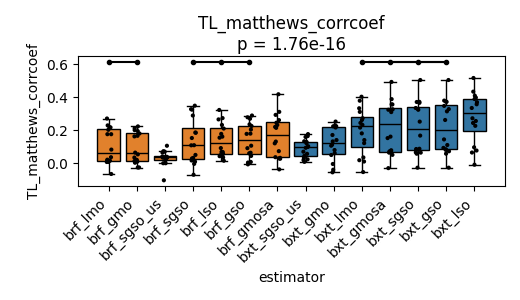 TL_matthews_corrcoef
p = 1.76e-16
TL_matthews_corrcoef
0.6
0.4
0.2
0.0
brf_lmo
brf_gmo
brf_sgso_us
brf_sgso
brf_lso
brf_gso
brf_gmosa
bxt_sgso_us
bxt_gmo
bxt_lmo
bxt_gmosa
bxt_sgso
bxt_gso
bxt_lso
estimator